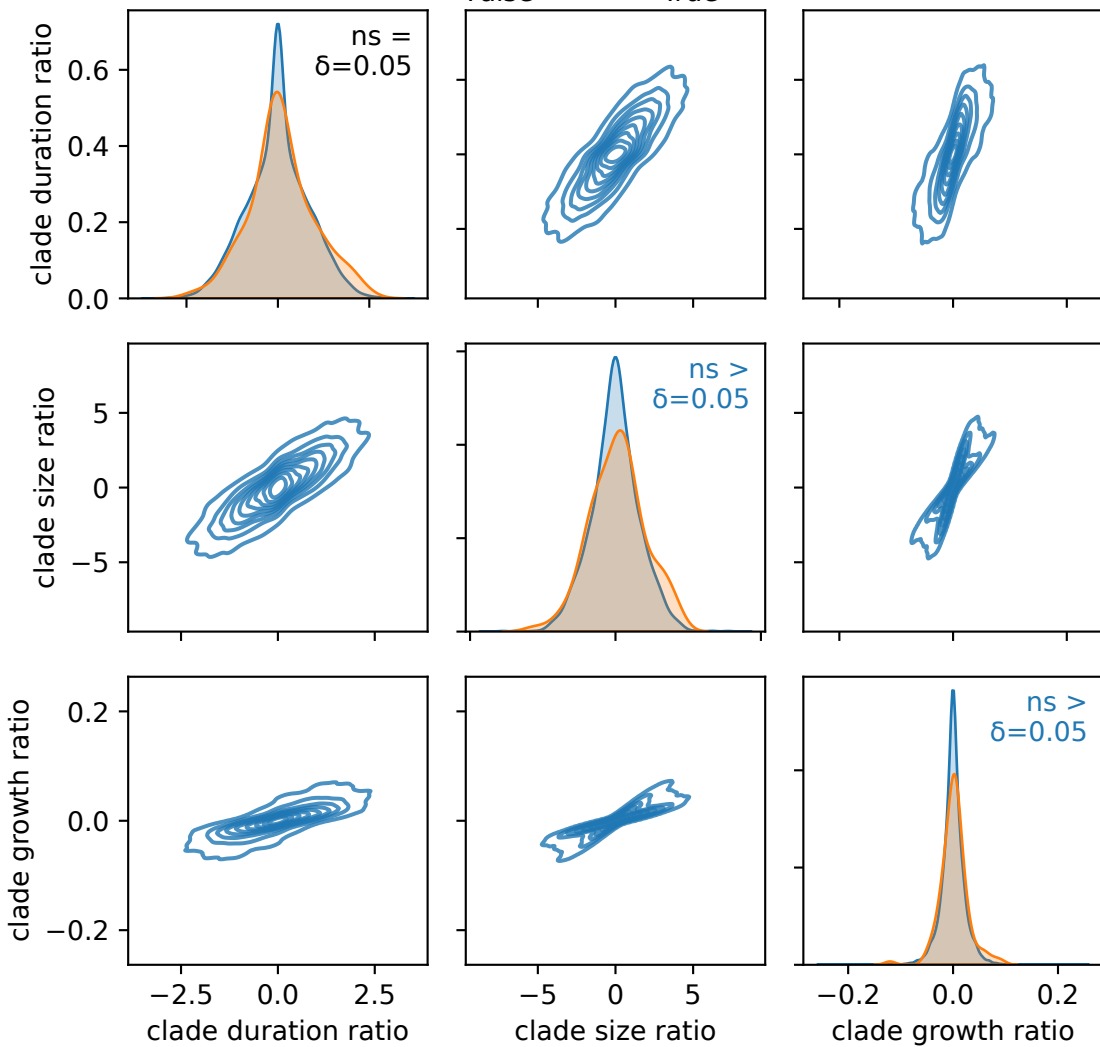 clade duration ratio
0.6
0.4
0.2
0.0
ns =
δ=0.05
clade size ratio
5
0
−5
ns >
δ=0.05
clade growth ratio
0.2
0.0
−0.2
ns >
δ=0.05
−2.5 0.0 2.5
−5 0 5
−0.2 0.0 0.2
clade duration ratio
clade size ratio
clade growth ratio